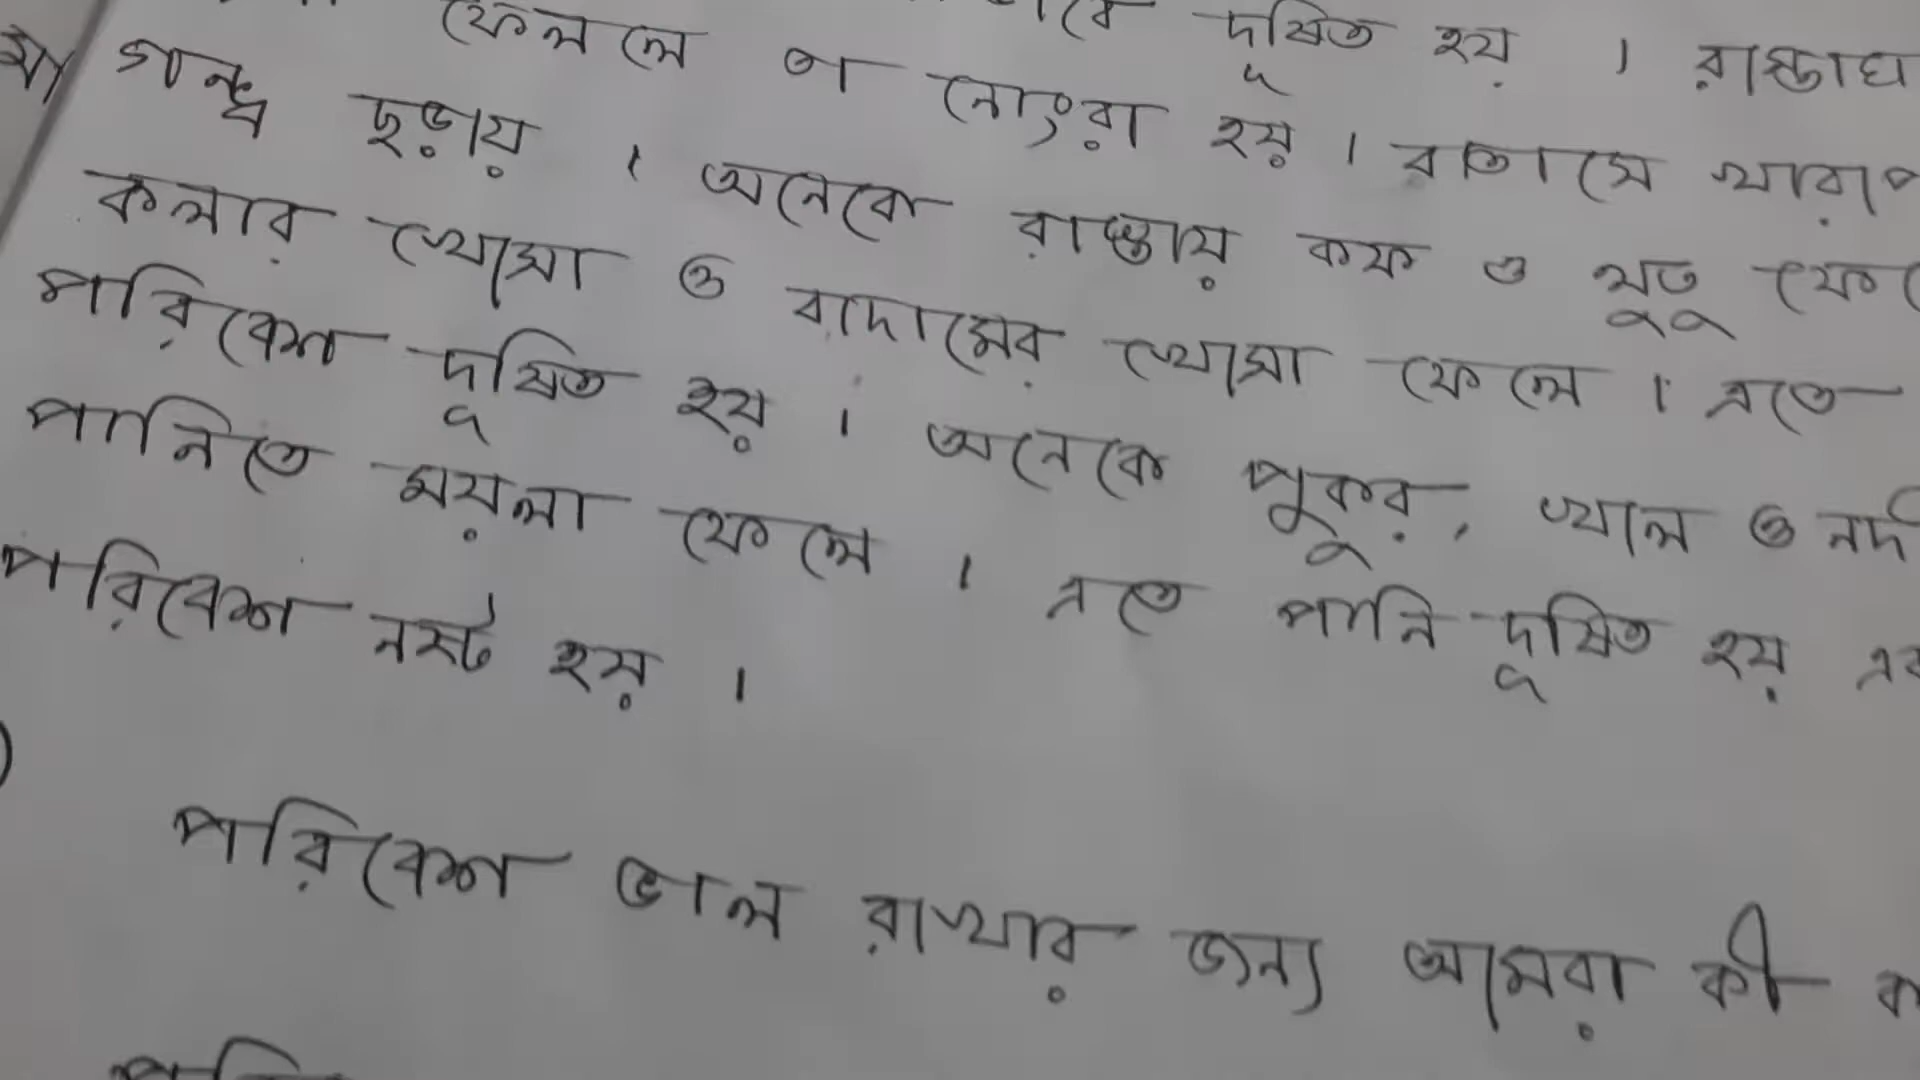 দূষিত হয় । রাস্তাঘা
ফেললে তা নোংরা হয় । বাতাসে খারাপ
গন্ধ ছড়ায় । অনেকে রাস্তায় কফ ও থুতু ফেলে
কলার খোসা ও বাদামের খোসা ফেলে । এতে
পরিবেশ দূষিত হয় । অনেকে পুকুর, খাল ও নদী
পানিতে ময়লা ফেলে । এতে পানি দূষিত হয় এব
পরিবেশ নষ্ট হয় ।
পরিবেশ ভাল রাখার জন্য আমরা কী ক